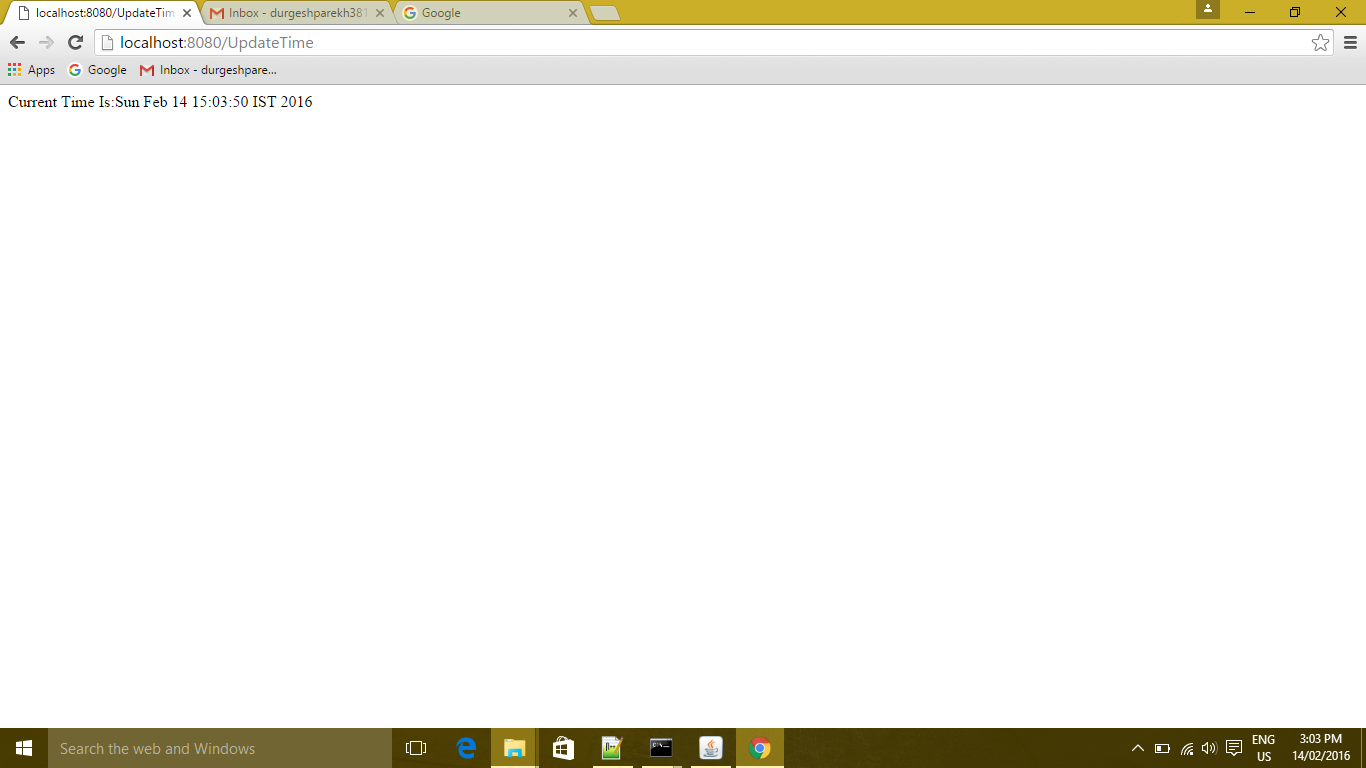 localhost:8080/UpdateTim
Inbox - durgeshparekh381
Google
localhost:8080/UpdateTime
Apps
Google
Inbox - durgeshpare...
Current Time Is:Sun Feb 14 15:03:50 IST 2016
Search the web and Windows
ENG
US
3:03 PM
14/02/2016